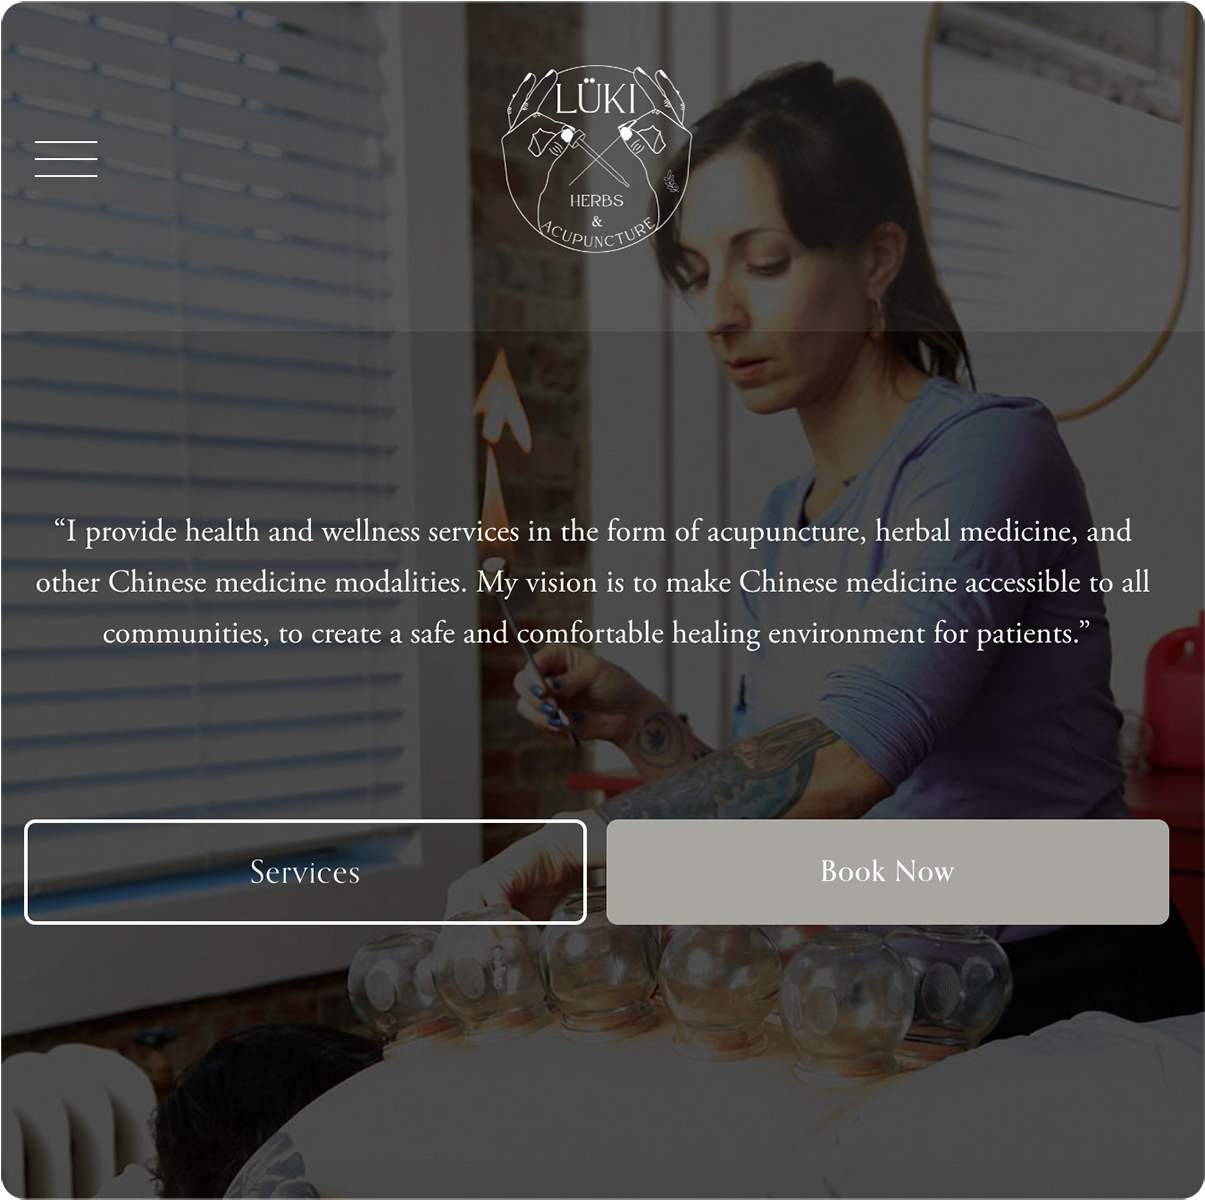 LÜKI
HERBS
&
ACUPUNCTURE
“I provide health and wellness services in the form of acupuncture, herbal medicine, and
other Chinese medicine modalities. My vision is to make Chinese medicine accessible to all
communities, to create a safe and comfortable healing environment for patients.”
Services
Book Now